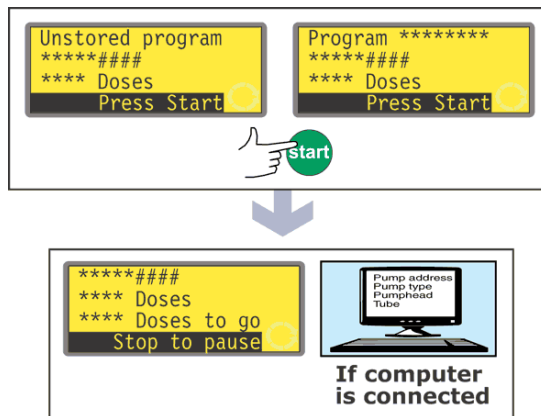 Unstored program
*****####
**** Doses
Press Start
Program ********
*****####
**** Doses
Press Start
start
*****####
**** Doses
**** Doses to go
Stop to pause
Pump address
Pump type
Pumphead
Tube
If computer
is connected